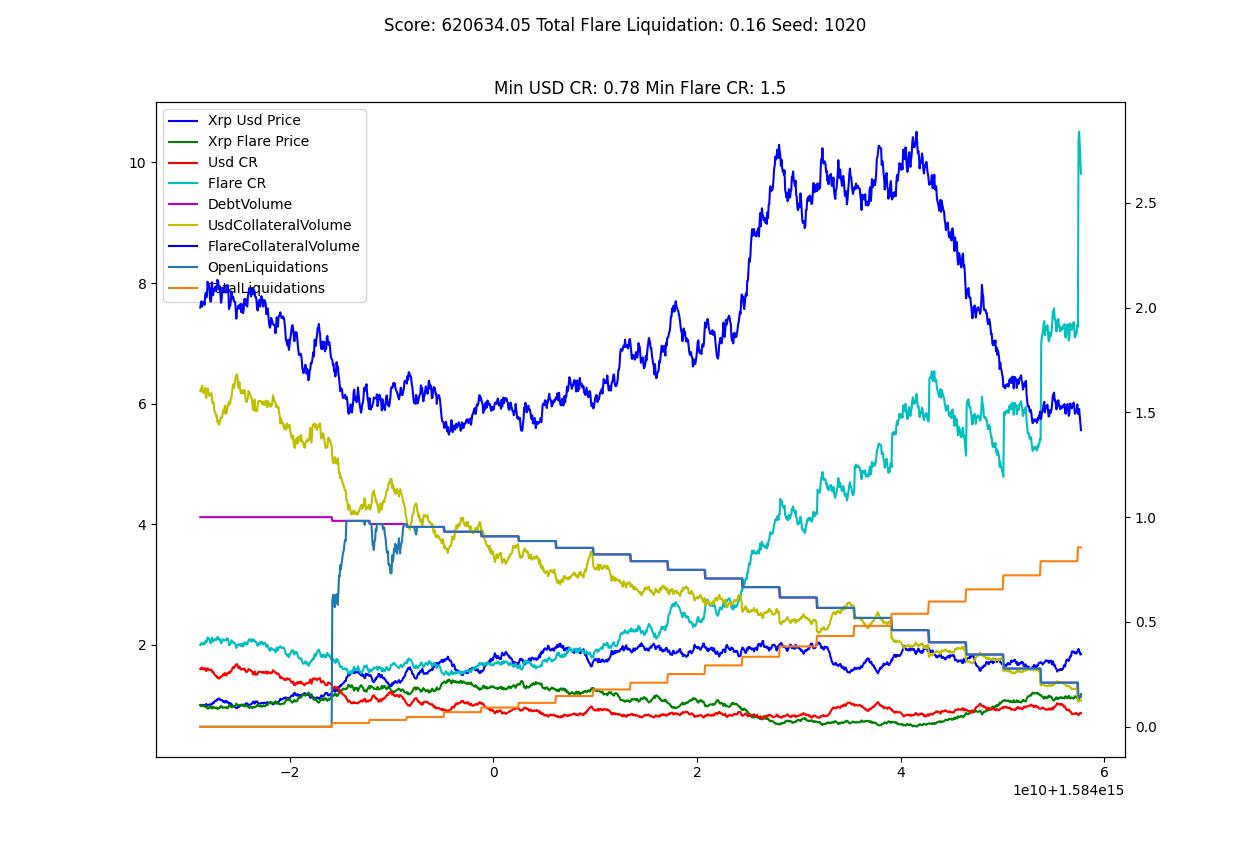 Score: 620634.05 Total Flare Liquidation: 0.16 Seed: 1020
Min USD CR: 0.78 Min Flare CR: 1.5
Xrp Usd Price
Xrp Flare Price
Usd CR
Flare CR
DebtVolume
UsdCollateralVolume
FlareCollateralVolume
OpenLiquidations
TotalLiquidations
10
8
6
4
2
2.5
2.0
1.5
1.0
0.5
0.0
−2
0
2
4
6
1e10+1.584e15